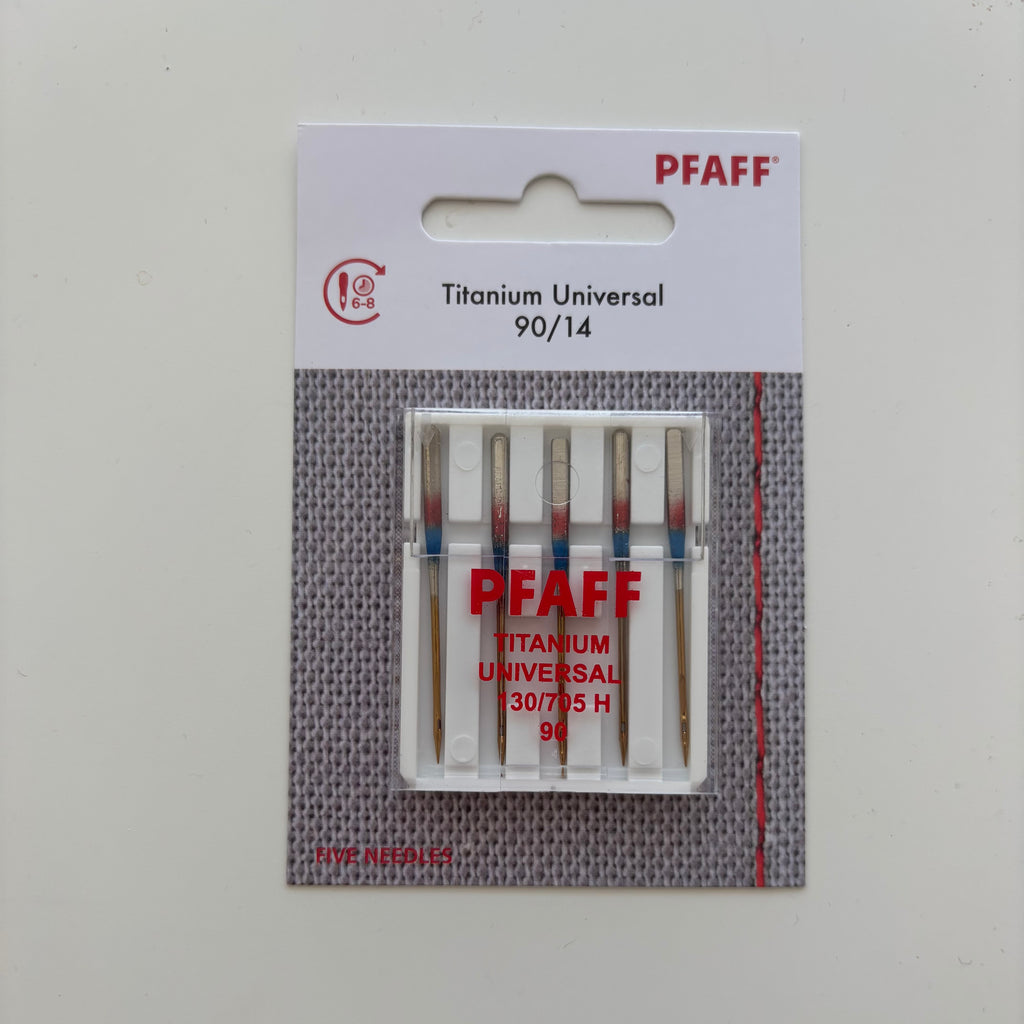 PFAFF®
6-8
Titanium Universal
90/14
PFAFF
TITANIUM
UNIVERSAL
130/705 H
90
FIVE NEEDLES